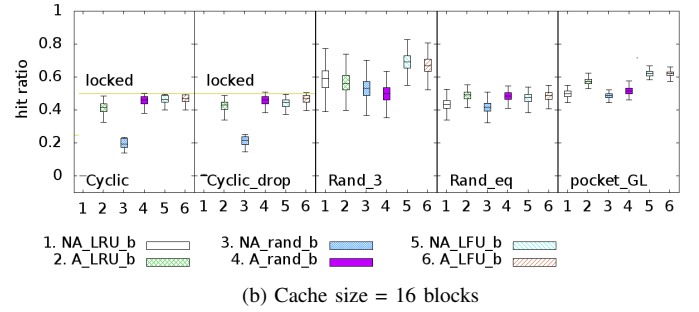 hit ratio
1
0.8
0.6
0.4
0.2
0
locked
locked
Cyclic
Cyclic_drop
Rand_3
Rand_eq
pocket_GL
1 2 3 4 5 6 1 2 3 4 5 6 1 2 3 4 5 6 1 2 3 4 5 6 1 2 3 4 5 6
1. NA_LRU_b 3. NA_rand_b 5. NA_LFU_b
2. A_LRU_b 4. A_rand_b 6. A_LFU_b
(b) Cache size = 16 blocks